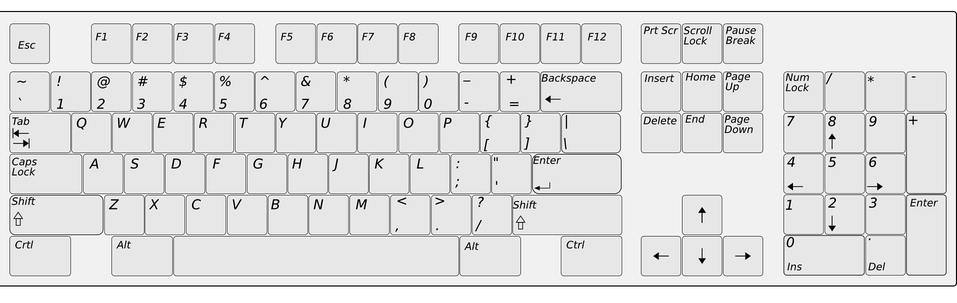 Esc F1 F2 F3 F4 F5 F6 F7 F8 F9 F10 F11 F12 Prt Scr Scroll Lock Pause Break
~ ! @ # $ % ^ & * ( ) _ + Backspace Insert Home Page Up Num Lock / * -
` 1 2 3 4 5 6 7 8 9 0 - = ←
Tab Q W E R T Y U I O P { } | Delete End Page Down 7 8 9 +
[ ] \ ↑
Caps Lock A S D F G H J K L : " Enter 4 5 6
; ' ← →
Shift Z X C V B N M < > ? Shift ↑ 1 2 3 Enter
, . / ↓
Crtl Alt Alt Ctrl ← ↓ → 0 .
Ins Del